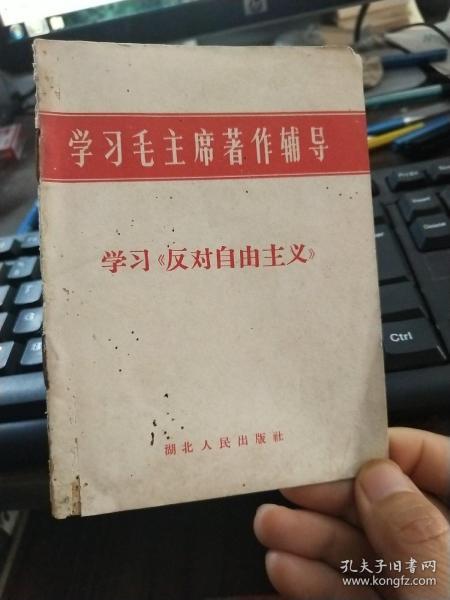 学习毛主席著作辅导
学习《反对自由主义》
湖北人民出版社
Ctrl
孔夫子旧书网
www.kongfz.com